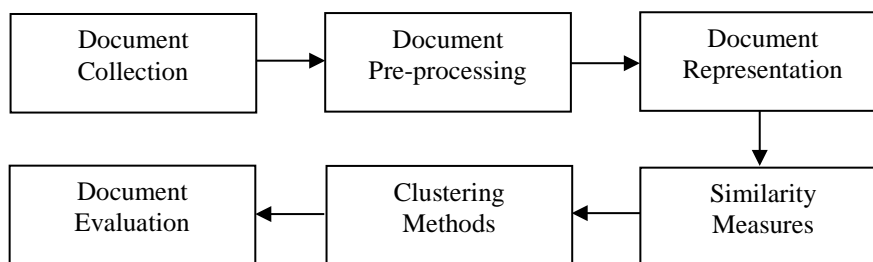 Document
Collection
Document
Pre-processing
Document
Representation
Document
Evaluation
Clustering
Methods
Similarity
Measures